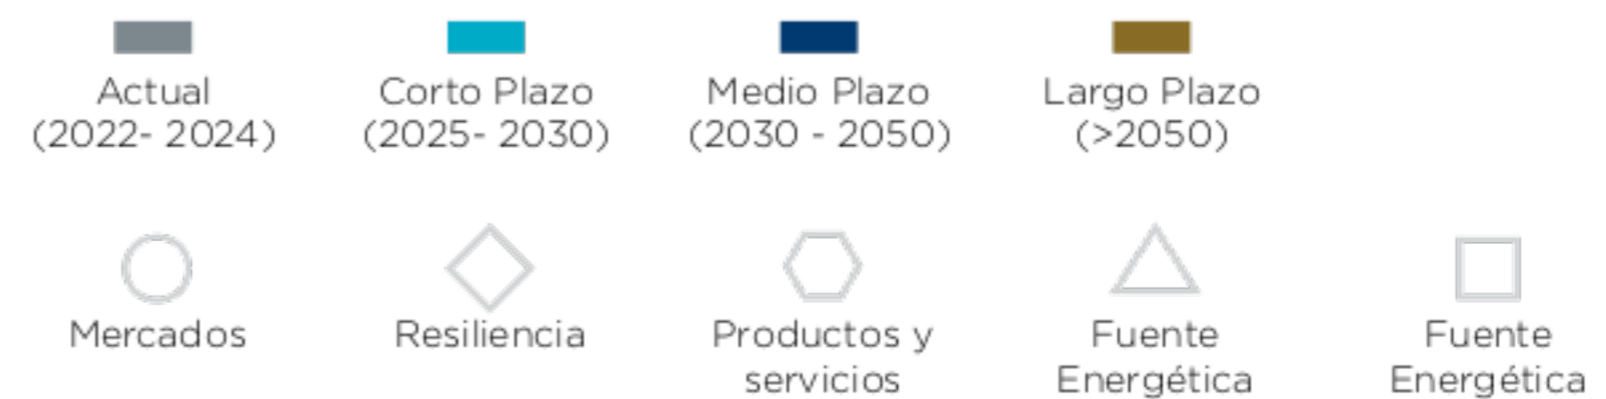 Actual
(2022- 2024)
Corto Plazo
(2025- 2030)
Medio Plazo
(2030 - 2050)
Largo Plazo
(>2050)
Mercados
Resiliencia
Productos y
servicios
Fuente
Energética
Fuente
Energética